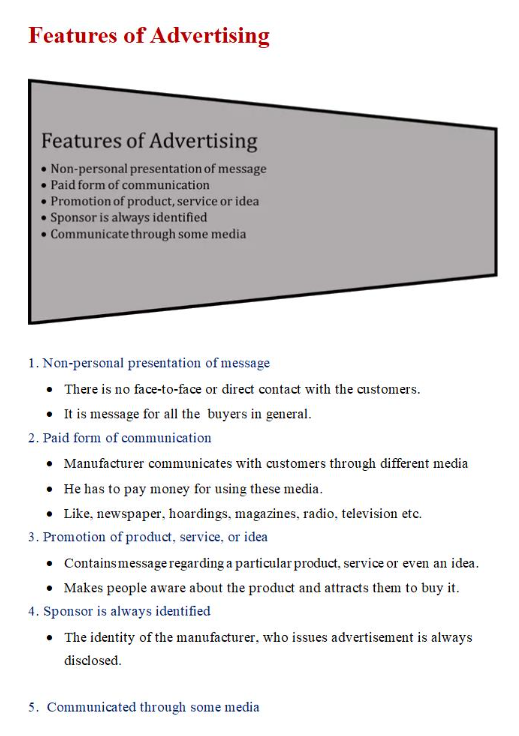 Features of Advertising
Features of Advertising
• Non-personal presentation of message
• Paid form of communication
• Promotion of product, service or idea
• Sponsor is always identified
• Communicate through some media
1. Non-personal presentation of message
• There is no face-to-face or direct contact with the customers.
• It is message for all the buyers in general.
2. Paid form of communication
• Manufacturer communicates with customers through different media
• He has to pay money for using these media.
• Like, newspaper, hoardings, magazines, radio, television etc.
3. Promotion of product, service, or idea
• Contains message regarding a particular product, service or even an idea.
• Makes people aware about the product and attracts them to buy it.
4. Sponsor is always identified
• The identity of the manufacturer, who issues advertisement is always
disclosed.
5. Communicated through some media